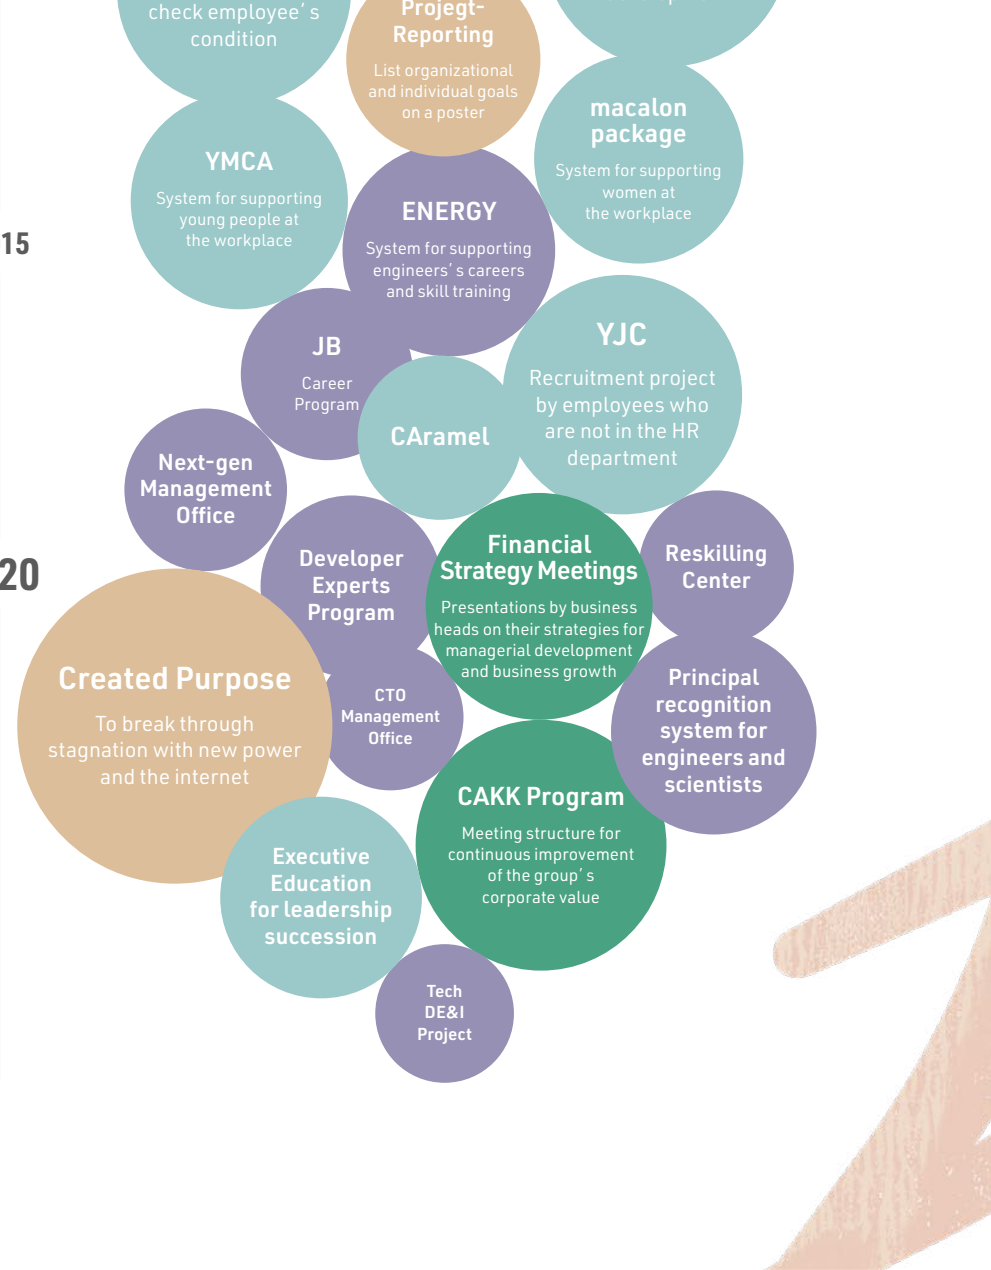 check employee’s
condition
Projegt-
Reporting
List organizational
and individual goals
on a poster
macalon
package
System for supporting
women at
the workplace
YMCA
System for supporting
young people at
the workplace
ENERGY
System for supporting
engineers’s careers
and skill training
15
JB
Career
Program
YJC
Recruitment project
by employees who
are not in the HR
department
CAramel
Next-gen
Management
Office
Developer
Experts
Program
Financial
Strategy Meetings
Presentations by business
heads on their strategies for
managerial development
and business growth
Reskilling
Center
20
Created Purpose
To break through
stagnation with new power
and the internet
CTO
Management
Office
Principal
recognition
system for
engineers and
scientists
CAKK Program
Meeting structure for
continuous improvement
of the group’s
corporate value
Executive
Education
for leadership
succession
Tech
DE&I
Project